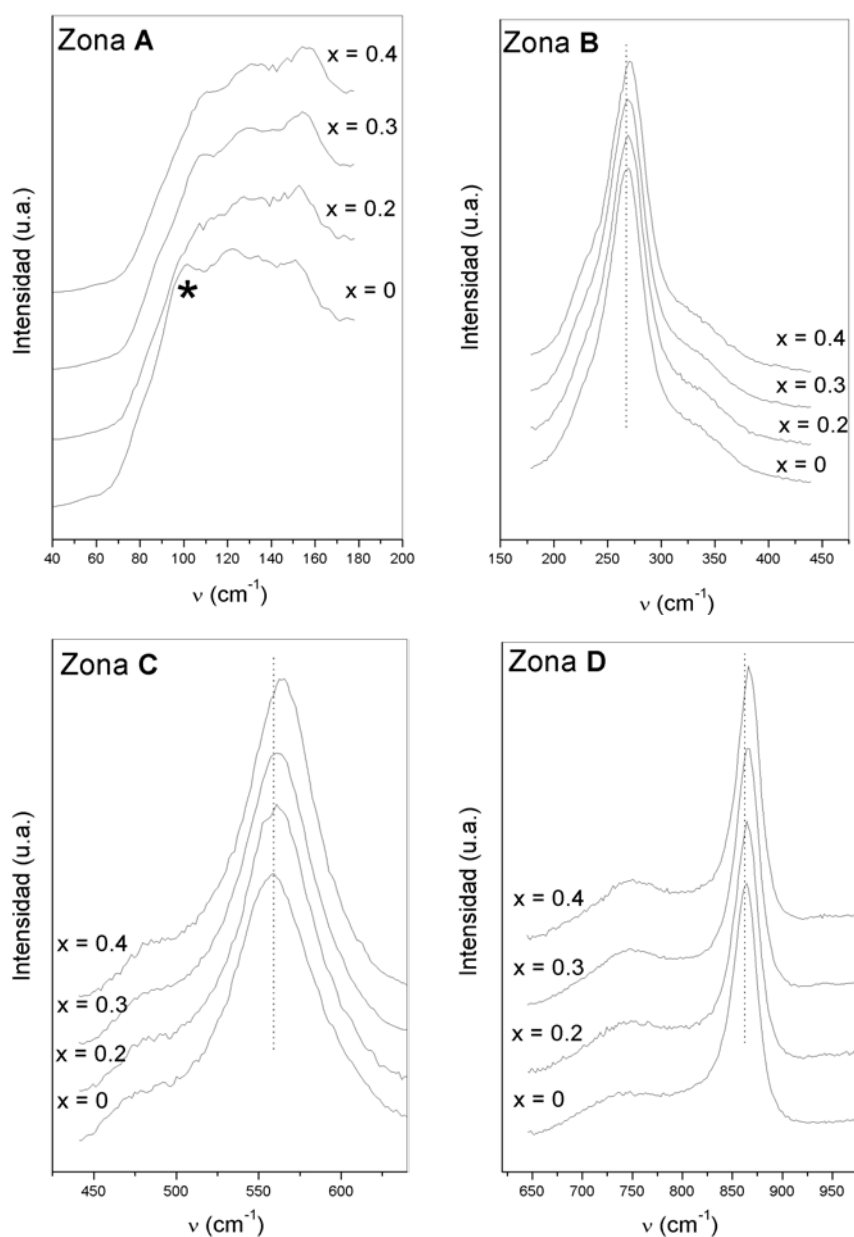 Zona A
x = 0.4
x = 0.3
x = 0.2
x = 0
*
Intensidad (u.a.)
40 60 80 100 120 140 160 180 200
ν (cm⁻¹)
Zona B
x = 0.4
x = 0.3
x = 0.2
x = 0
Intensidad (u.a.)
150 200 250 300 350 400 450
ν (cm⁻¹)
Zona C
x = 0.4
x = 0.3
x = 0.2
x = 0
Intensidad (u.a.)
450 500 550 600
ν (cm⁻¹)
Zona D
x = 0.4
x = 0.3
x = 0.2
x = 0
Intensidad (u.a.)
650 700 750 800 850 900 950
ν (cm⁻¹)